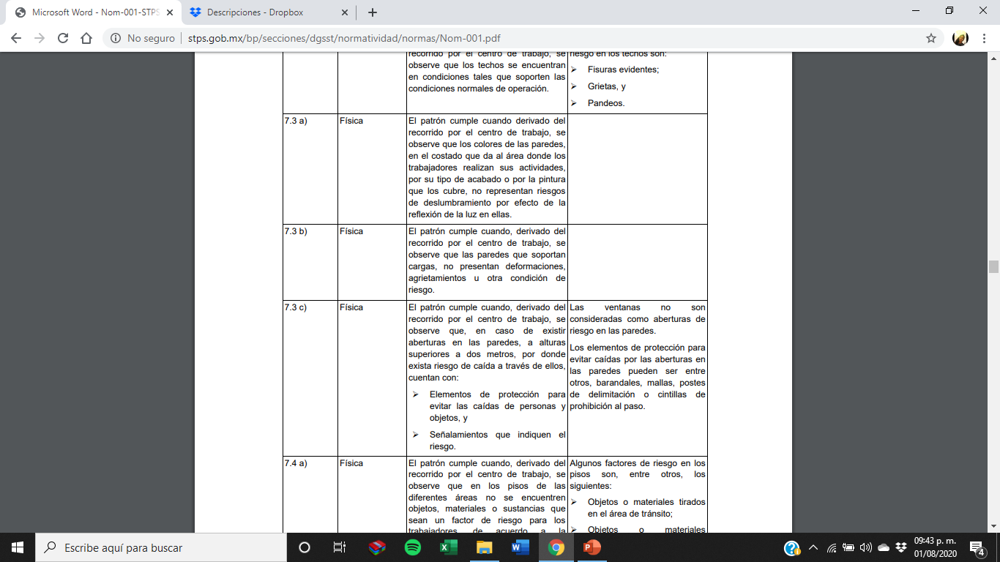 Microsoft Word - Nom-001-STPS
Descripciones - Dropbox
No seguro
stps.gob.mx/bp/secciones/dgsst/normatividad/normas/Nom-001.pdf
recorrido por el centro de trabajo, se
observe que los techos se encuentran
en condiciones tales que soporten las
condiciones normales de operación.
riesgo en los techos son:
Fisuras evidentes;
Grietas, y
Pandeos.
7.3 a)
Física
El patrón cumple cuando derivado del
recorrido por el centro de trabajo, se
observe que los colores de las paredes,
en el costado que da al área donde los
trabajadores realizan sus actividades,
por su tipo de acabado o por la pintura
que los cubre, no representan riesgos
de deslumbramiento por efecto de la
reflexión de la luz en ellas.
7.3 b)
Física
El patrón cumple cuando, derivado del
recorrido por el centro de trabajo, se
observe que las paredes que soportan
cargas, no presentan deformaciones,
agrietamientos u otra condición de
riesgo.
7.3 c)
Física
El patrón cumple cuando, derivado del
recorrido por el centro de trabajo, se
observe que, en caso de existir
aberturas en las paredes, a alturas
superiores a dos metros, por donde
exista riesgo de caída a través de ellos,
cuentan con:
Elementos de protección para
evitar las caídas de personas y
objetos, y
Señalamientos que indiquen el
riesgo.
Las ventanas no son
consideradas como aberturas de
riesgo en las paredes.
Los elementos de protección para
evitar caídas por las aberturas en
las paredes pueden ser entre
otros, barandales, mallas, postes
de delimitación o cintillas de
prohibición al paso.
7.4 a)
Física
El patrón cumple cuando, derivado del
recorrido por el centro de trabajo, se
observe que en los pisos de las
diferentes áreas no se encuentren
objetos, materiales o sustancias que
sean un factor de riesgo para los
trabajadores, de acuerdo a la
Algunos factores de riesgo en los
pisos son, entre otros, los
siguientes:
Objetos o materiales tirados
en el área de tránsito;
Objetos o materiales
Escribe aquí para buscar
09:43 p. m.
01/08/2020
4